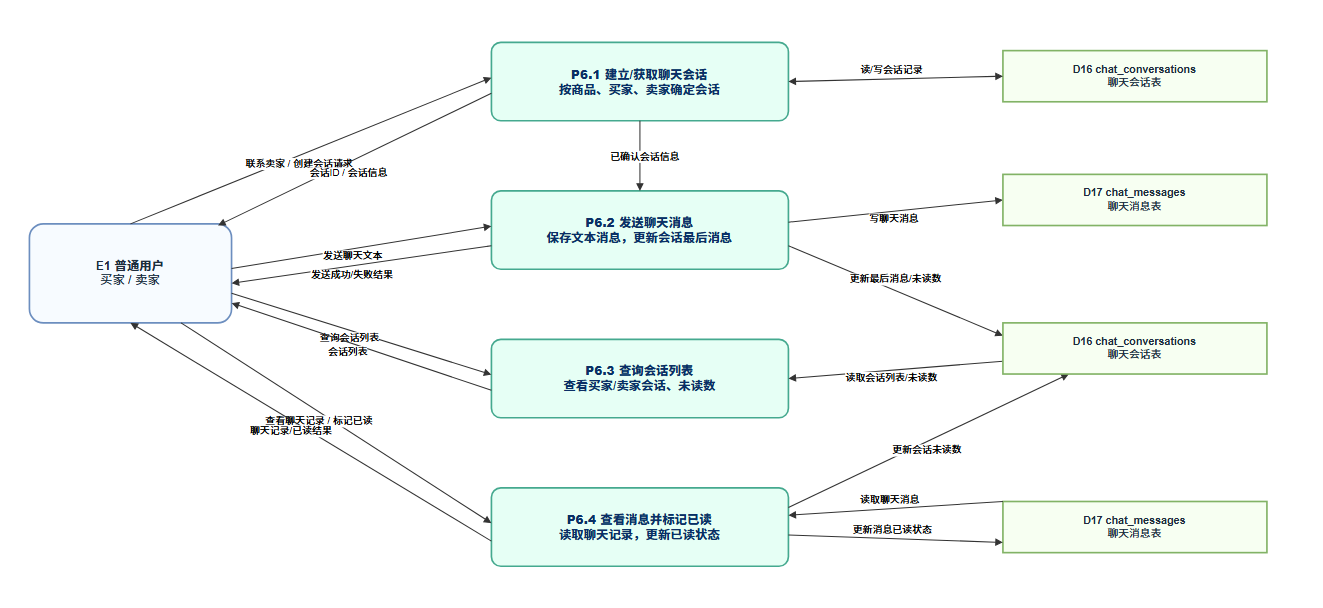 P6.1 建立/获取聊天会话
按商品、买家、卖家确定会话
读/写会话记录
D16 chat_conversations
聊天会话表
已确认会话信息
联系卖家 / 创建会话请求
会话ID / 会话信息
P6.2 发送聊天消息
保存文本消息，更新会话最后消息
写聊天消息
D17 chat_messages
聊天消息表
E1 普通用户
买家 / 卖家
发送聊天文本
发送成功/失败结果
更新最后消息/未读数
查询会话列表
会话列表
P6.3 查询会话列表
查看买家/卖家会话、未读数
D16 chat_conversations
聊天会话表
读取会话列表/未读数
查看聊天记录 / 标记已读
聊天记录/已读结果
更新会话未读数
P6.4 查看消息并标记已读
读取聊天记录，更新已读状态
读取聊天消息
更新消息已读状态
D17 chat_messages
聊天消息表